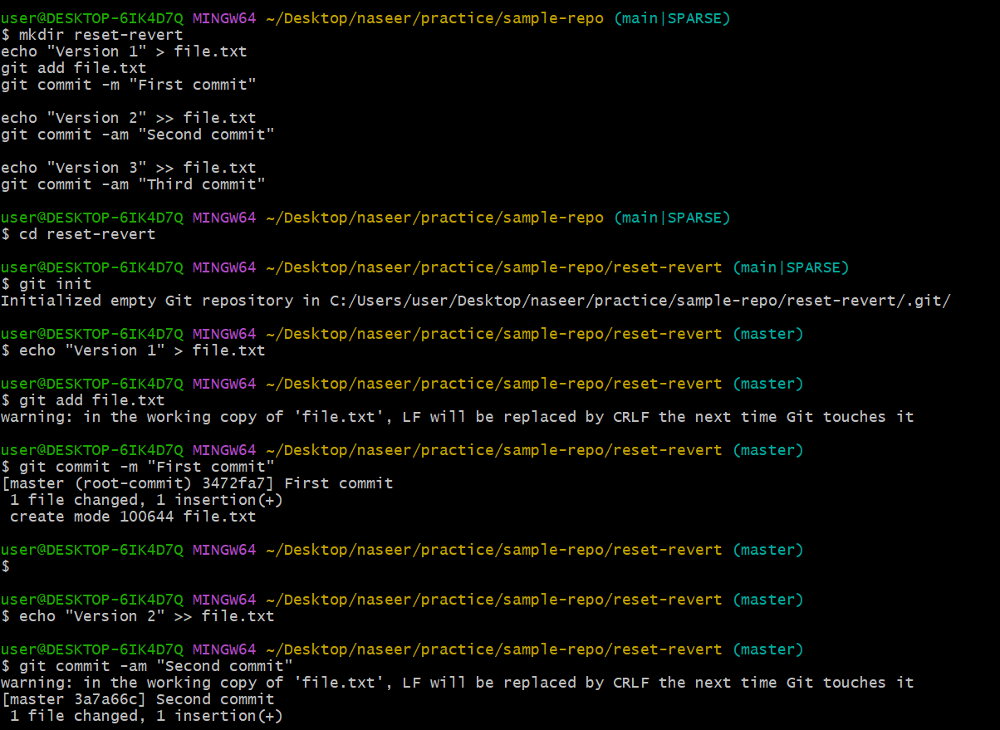 user@DESKTOP-6IK4D7Q MINGW64 ~/Desktop/naseer/practice/sample-repo (main|SPARSE)
$ mkdir reset-revert
echo "Version 1" > file.txt
git add file.txt
git commit -m "First commit"

echo "Version 2" >> file.txt
git commit -am "Second commit"

echo "Version 3" >> file.txt
git commit -am "Third commit"

user@DESKTOP-6IK4D7Q MINGW64 ~/Desktop/naseer/practice/sample-repo (main|SPARSE)
$ cd reset-revert

user@DESKTOP-6IK4D7Q MINGW64 ~/Desktop/naseer/practice/sample-repo/reset-revert (main|SPARSE)
$ git init
Initialized empty Git repository in C:/Users/user/Desktop/naseer/practice/sample-repo/reset-revert/.git/

user@DESKTOP-6IK4D7Q MINGW64 ~/Desktop/naseer/practice/sample-repo/reset-revert (master)
$ echo "Version 1" > file.txt

user@DESKTOP-6IK4D7Q MINGW64 ~/Desktop/naseer/practice/sample-repo/reset-revert (master)
$ git add file.txt
warning: in the working copy of 'file.txt', LF will be replaced by CRLF the next time Git touches it

user@DESKTOP-6IK4D7Q MINGW64 ~/Desktop/naseer/practice/sample-repo/reset-revert (master)
$ git commit -m "First commit"
[master (root-commit) 3472fa7] First commit
 1 file changed, 1 insertion(+)
 create mode 100644 file.txt

user@DESKTOP-6IK4D7Q MINGW64 ~/Desktop/naseer/practice/sample-repo/reset-revert (master)
$

user@DESKTOP-6IK4D7Q MINGW64 ~/Desktop/naseer/practice/sample-repo/reset-revert (master)
$ echo "Version 2" >> file.txt

user@DESKTOP-6IK4D7Q MINGW64 ~/Desktop/naseer/practice/sample-repo/reset-revert (master)
$ git commit -am "Second commit"
warning: in the working copy of 'file.txt', LF will be replaced by CRLF the next time Git touches it
[master 3a7a66c] Second commit
 1 file changed, 1 insertion(+)